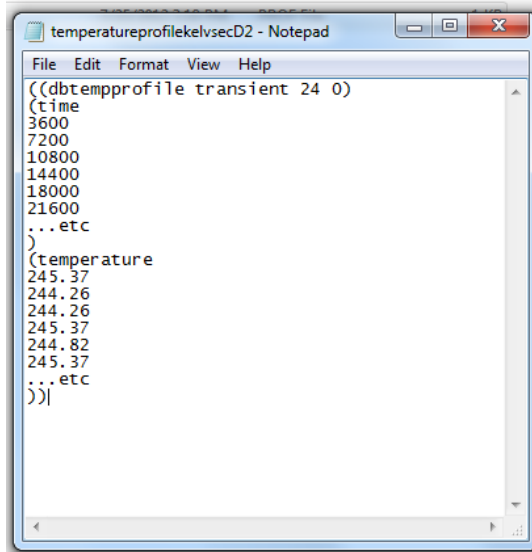 temperatureprofilekelvsecD2 - Notepad
File Edit Format View Help
((dbtempprofile transient 24 0)
(time
3600
7200
10800
14400
18000
21600
...etc
)
(temperature
245.37
244.26
244.26
245.37
244.82
245.37
...etc
))